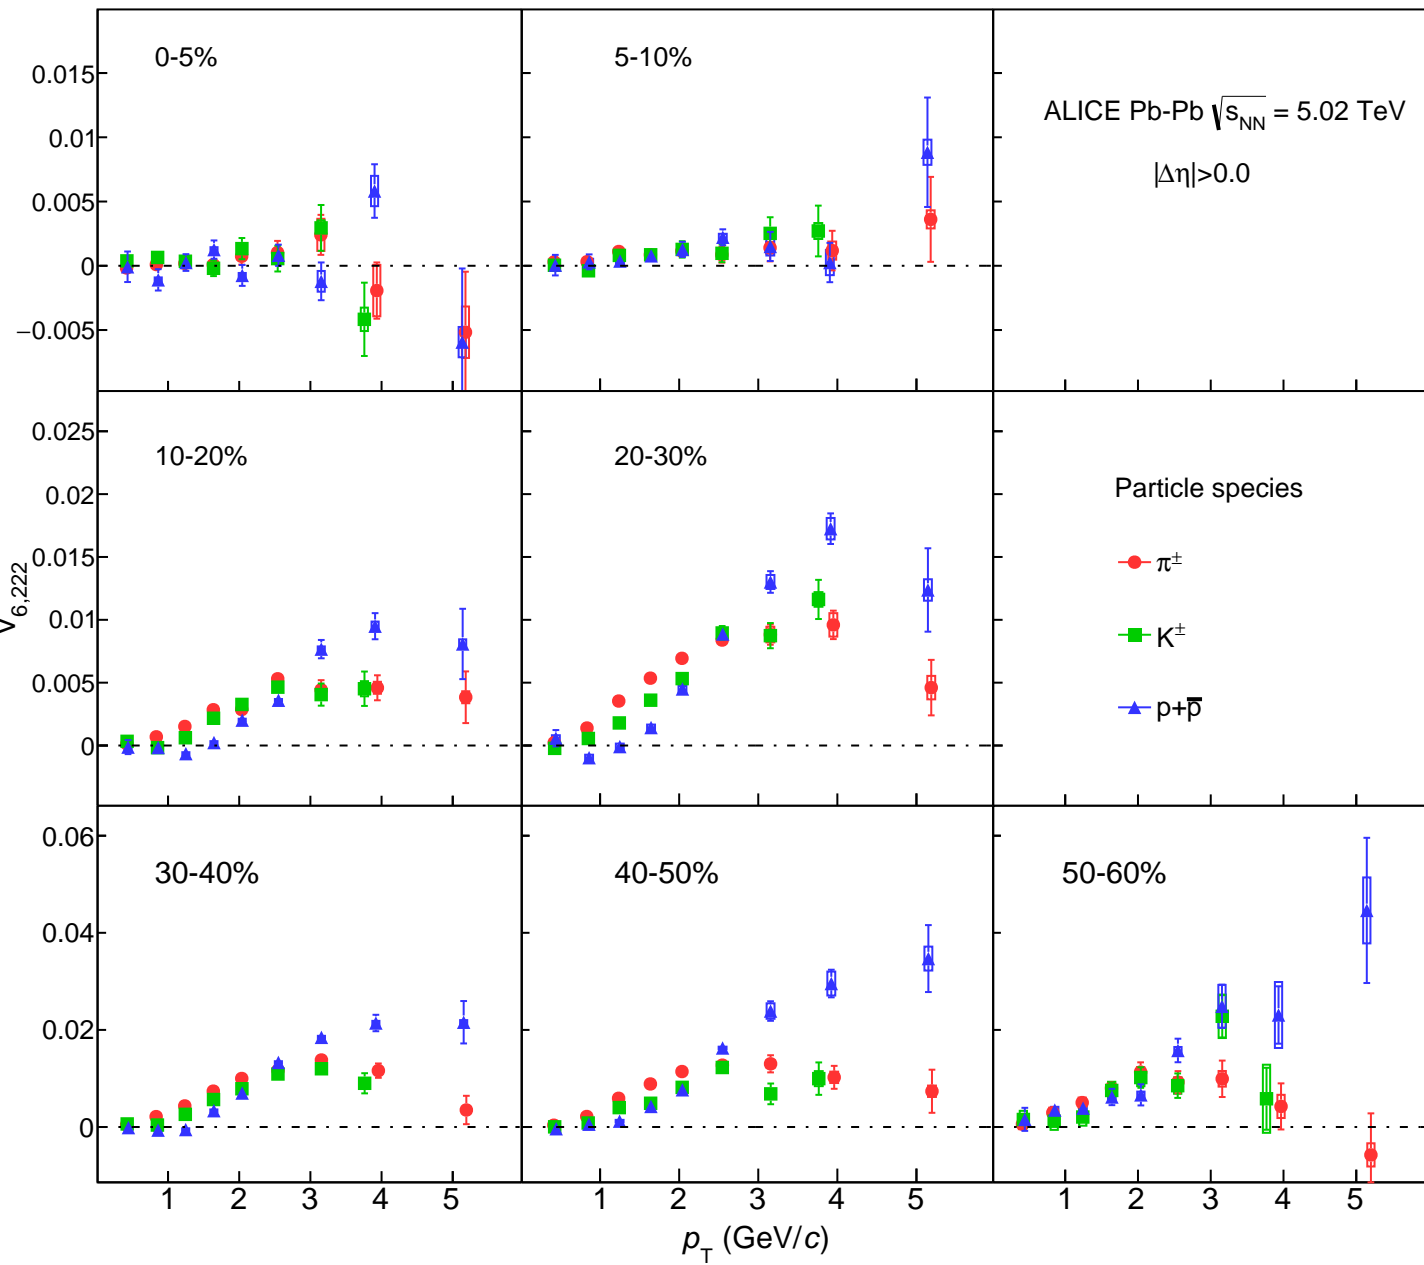 0-5%
5-10%
ALICE Pb-Pb √s_NN = 5.02 TeV
|Δη|>0.0
0.015
0.01
0.005
0
−0.005
10-20%
20-30%
Particle species
π±
K±
p+p̅
0.025
0.02
0.015
0.01
0.005
0
v_6,222
30-40%
40-50%
50-60%
0.06
0.04
0.02
0
1 2 3 4 5
1 2 3 4 5
1 2 3 4 5
p_T (GeV/c)